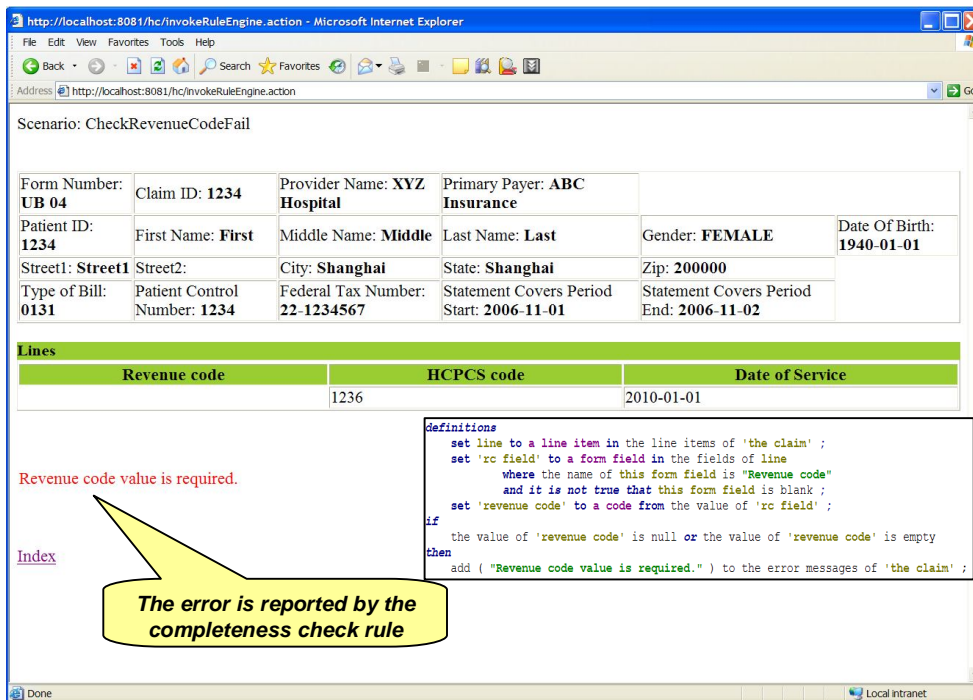 http://localhost:8081/hc/invokeRuleEngine.action - Microsoft Internet Explorer
File Edit View Favorites Tools Help
Back Search Favorites
Address http://localhost:8081/hc/invokeRuleEngine.action Go
Scenario: CheckRevenueCodeFail
Form Number: UB 04 Claim ID: 1234 Provider Name: XYZ Hospital Primary Payer: ABC Insurance
Patient ID: 1234 First Name: First Middle Name: Middle Last Name: Last Gender: FEMALE Date Of Birth: 1940-01-01
Street1: Street1 Street2: City: Shanghai State: Shanghai Zip: 200000
Type of Bill: 0131 Patient Control Number: 1234 Federal Tax Number: 22-1234567 Statement Covers Period Start: 2006-11-01 Statement Covers Period End: 2006-11-02
Lines
Revenue code HCPCS code Date of Service
1236 2010-01-01
definitions
set line to a line item in the line items of 'the claim' ;
set 'rc field' to a form field in the fields of line
where the name of this form field is "Revenue code"
and it is not true that this form field is blank ;
set 'revenue code' to a code from the value of 'rc field' ;
if
the value of 'revenue code' is null or the value of 'revenue code' is empty
then
add ( "Revenue code value is required." ) to the error messages of 'the claim' ;
Revenue code value is required.
Index
The error is reported by the
completeness check rule
Done Local intranet